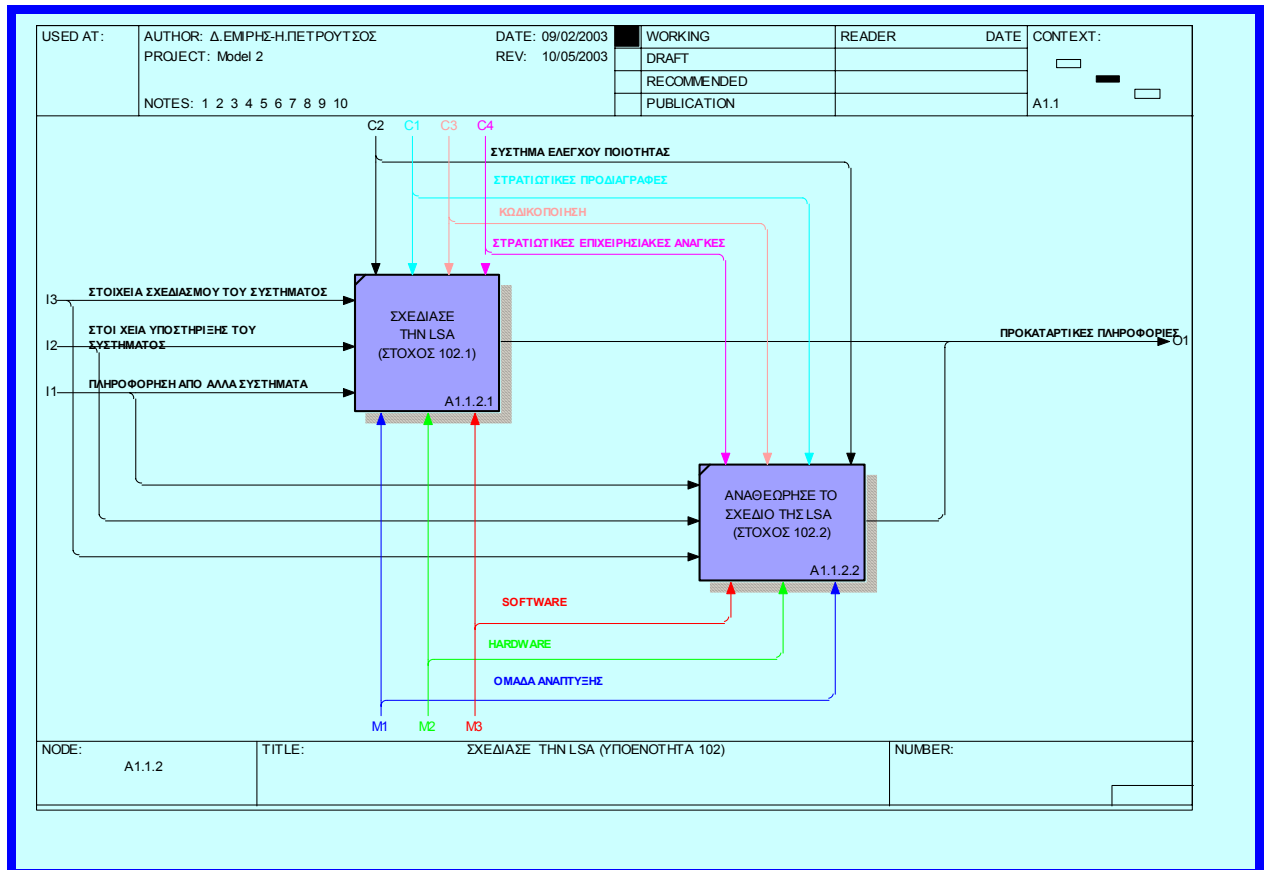 USED AT:
AUTHOR: Δ.ΕΜΙΡΗΣ-Η.ΠΕΤΡΟΥΤΣΟΣ
DATE: 09/02/2003
WORKING
READER
DATE
CONTEXT:
PROJECT: Model 2
REV: 10/05/2003
DRAFT
RECOMMENDED
NOTES: 1 2 3 4 5 6 7 8 9 10
PUBLICATION
A1.1
C2
C1
C3
C4
ΣΥΣΤΗΜΑ ΕΛΕΓΧΟΥ ΠΟΙΟΤΗΤΑΣ
ΣΤΡΑΤΙΩΤΙΚΕΣ ΠΡΟΔΙΑΓΡΑΦΕΣ
ΚΩΔΙΚΟΠΟΙΗΣΗ
ΣΤΡΑΤΙΩΤΙΚΕΣ ΕΠΙΧΕΙΡΗΣΙΑΚΕΣ ΑΝΑΓΚΕΣ
I3
ΣΤΟΙΧΕΙΑ ΣΧΕΔΙΑΣΜΟΥ ΤΟΥ ΣΥΣΤΗΜΑΤΟΣ
I2
ΣΤΟΙ ΧΕΙΑ ΥΠΟΣΤΗΡΙΞΗΣ ΤΟΥ
ΣΥΣΤΗΜΑΤΟΣ
I1
ΠΛΗΡΟΦΟΡΗΣΗ ΑΠΟ ΑΛΛΑ ΣΥΣΤΗΜΑΤΑ
ΣΧΕΔΙΑΣΕ
ΤΗΝ LSA
(ΣΤΟΧΟΣ 102.1)
A1.1.2.1
ΠΡΟΚΑΤΑΡΤΙΚΕΣ ΠΛΗΡΟΦΟΡΙΕΣ
O1
ΑΝΑΘΕΩΡΗΣΕ ΤΟ
ΣΧΕΔΙΟ ΤΗΣ LSA
(ΣΤΟΧΟΣ 102.2)
A1.1.2.2
SOFTWARE
HARDWARE
ΟΜΑΔΑ ΑΝΑΠΤΥΞΗΣ
M1
M2
M3
NODE:
TITLE:
ΣΧΕΔΙΑΣΕ ΤΗΝ LSA (ΥΠΟΕΝΟΤΗΤΑ 102)
NUMBER:
A1.1.2